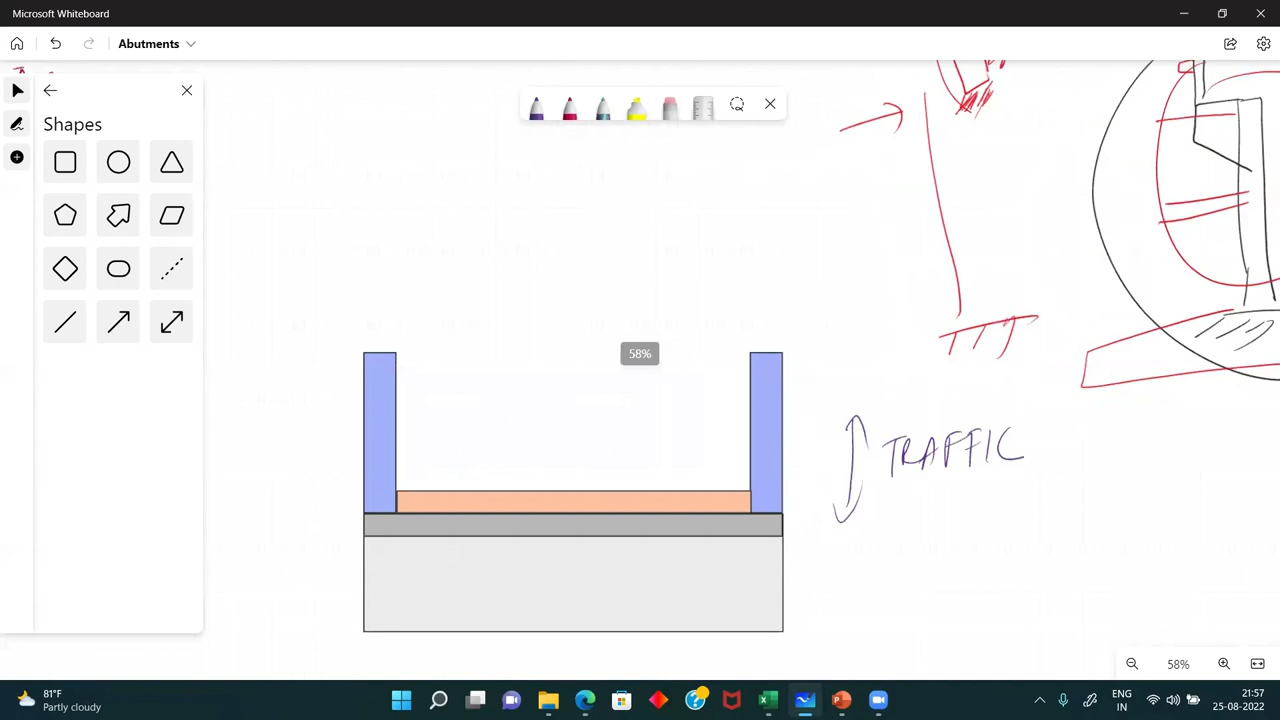 Microsoft Whiteboard
Abutments
Shapes
58%
TRAFFIC
58%
81°F
Partly cloudy
ENG
IN
21:57
25-08-2022